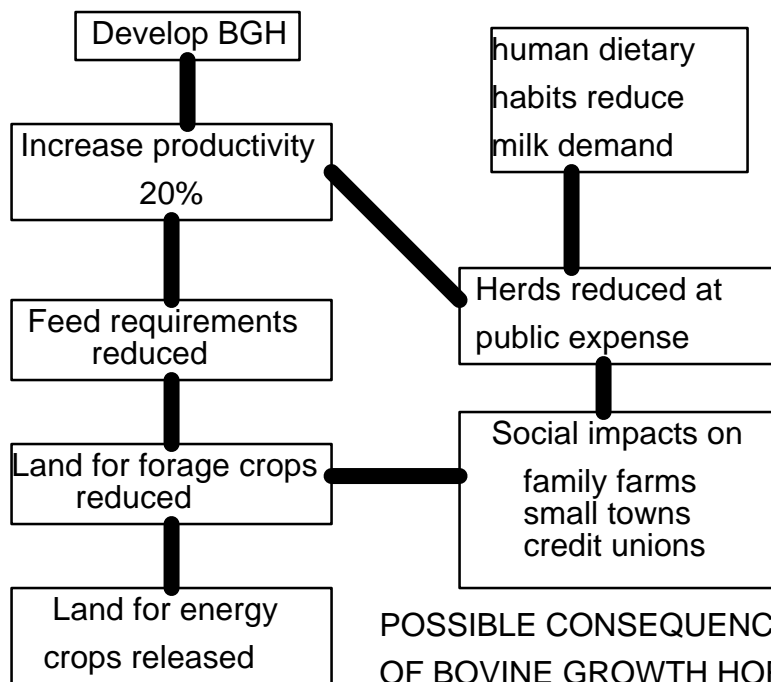 Develop BGH
Increase productivity
20%
Feed requirements
reduced
Land for forage crops
reduced
Land for energy
crops released
human dietary
habits reduce
milk demand
Herds reduced at
public expense
Social impacts on
family farms
small towns
credit unions
POSSIBLE
OF BOVINE GROWTH